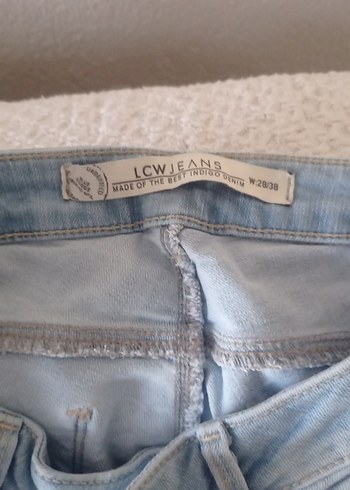 LCWJEANS
MADE OF THE BEST INDIGO DENIM
W:28/38